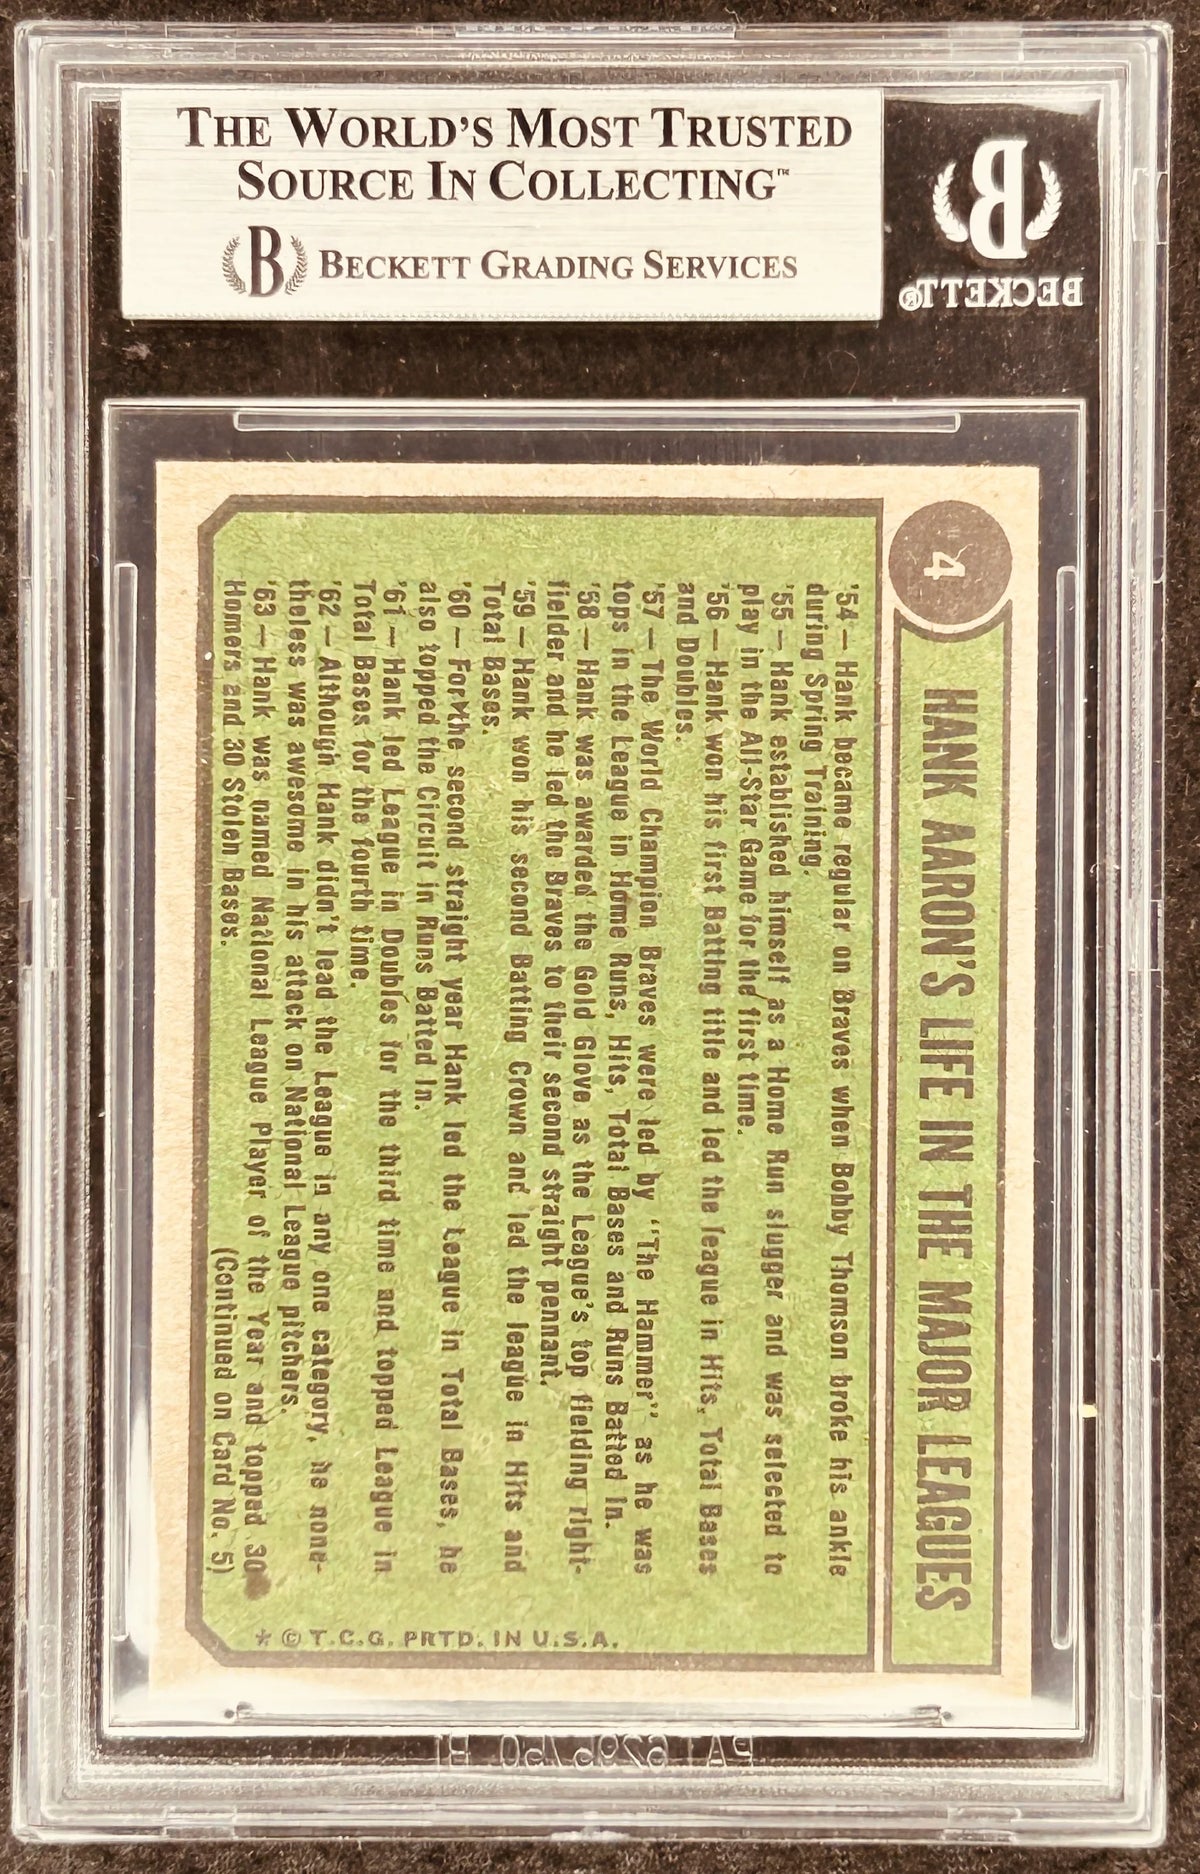 THE WORLD'S MOST TRUSTED
SOURCE IN COLLECTING™
B BECKETT GRADING SERVICES
B
BECKETT®
4
HANK AARON'S LIFE IN THE MAJOR LEAGUES
'54 — Hank became regular on Braves when Bobby Thomson broke his ankle
during Spring Training.
'55 — Hank established himself as a Home Run slugger and was selected to
play in the All-Star Game for the first time.
'56 — Hank won his first Batting title and led the league in Hits, Total Bases
and Doubles.
'57 — The World Champion Braves were led by "The Hammer" as he was
tops in the League in Home Runs, Hits, Total Bases and Runs Batted In.
'58 — Hank was awarded the Gold Glove as the League's top fielding right-
fielder and he led the Braves to their second straight pennant.
'59 — Hank won his second Batting Crown and led the league in Hits and
Total Bases.
'60 — For the second straight year Hank led the League in Total Bases, he
also topped the Circuit in Runs Batted In.
'61 — Hank led League in Doubles for the third time and topped League in
Total Bases for the fourth time.
'62 — Although Hank didn't lead the League in any one category, he none-
theless was awesome in his attack on National League pitchers.
'63 — Hank was named National League Player of the Year and topped 30
Homers and 30 Stolen Bases.
(Continued on Card No. 5)
* © T.C.G. PRTD. IN U.S.A.